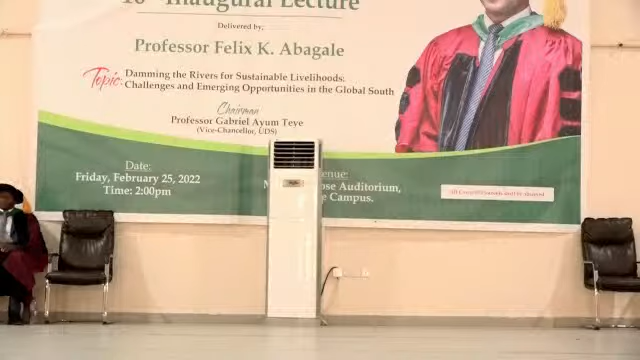 Inaugural Lecture
Delivered by:
Professor Felix K. Abagale
Topic: Damming the Rivers for Sustainable Livelihoods:
Challenges and Emerging Opportunities in the Global South
Chairman
Professor Gabriel Ayum Teye
(Vice-Chancellor, UDS)
Date:
Friday, February 25, 2022
Time: 2:00pm
enue:
ose Auditorium,
e Campus.